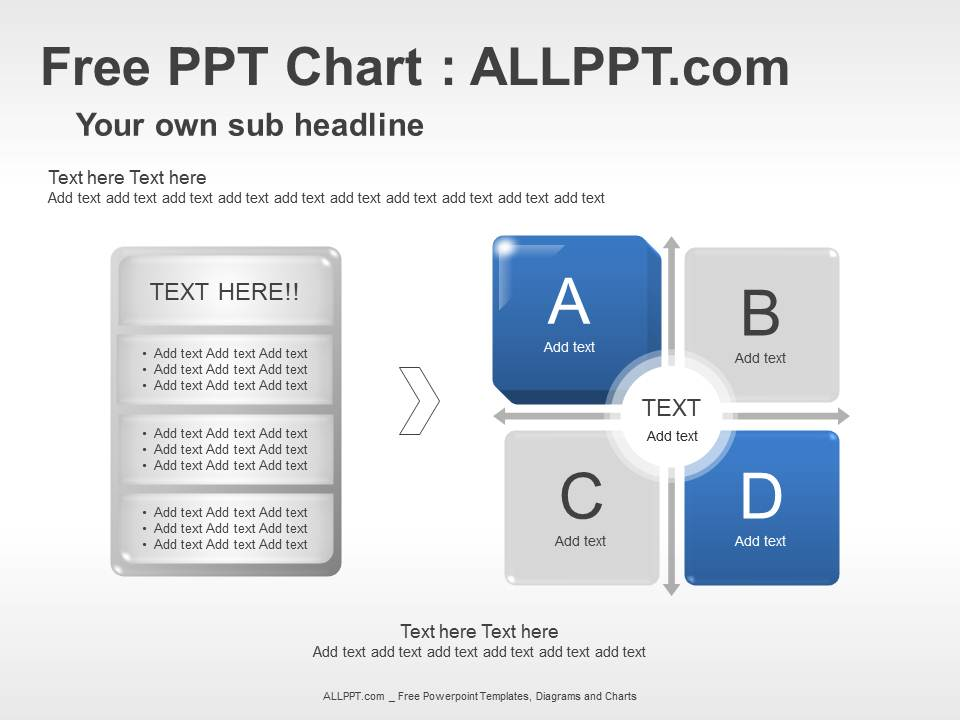 Free PPT Chart : ALLPPT.com
Your own sub headline
Text here Text here
Add text add text add text add text add text add text add text add text add text add text
TEXT HERE!!
• Add text Add text Add text
• Add text Add text Add text
• Add text Add text Add text
• Add text Add text Add text
• Add text Add text Add text
• Add text Add text Add text
• Add text Add text Add text
• Add text Add text Add text
• Add text Add text Add text
A
Add text
B
Add text
TEXT
Add text
C
Add text
D
Add text
Text here Text here
Add text add text add text add text add text add text
ALLPPT.com _ Free Powerpoint Templates, Diagrams and Charts